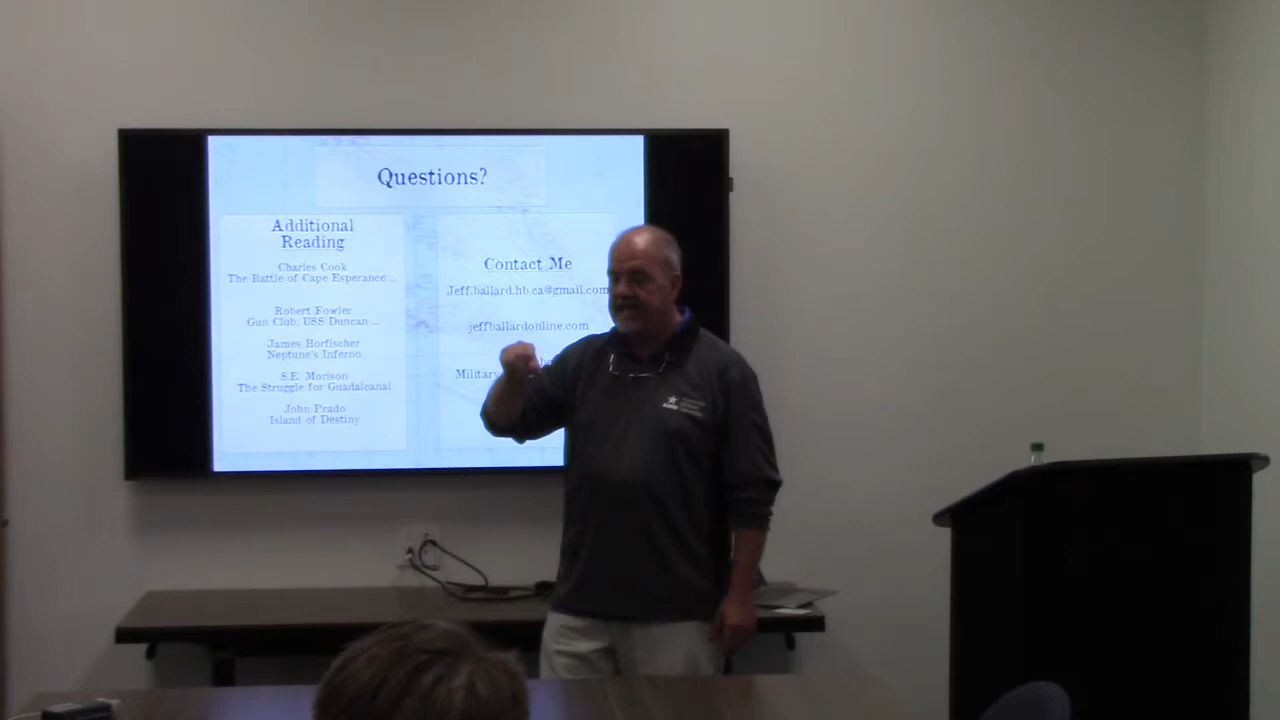 Questions?
Additional
Reading
Charles Cook
The Battle of Cape Esperance ...
Robert Fowler
Gun Club: USS Duncan ...
James Horfischer
Neptune's Inferno
S.E. Morison
The Struggle for Guadalcanal
John Prado
Island of Destiny
Contact Me
Jeff.ballard.hb.ca@gmail.com
jeffballardonline.com
Military